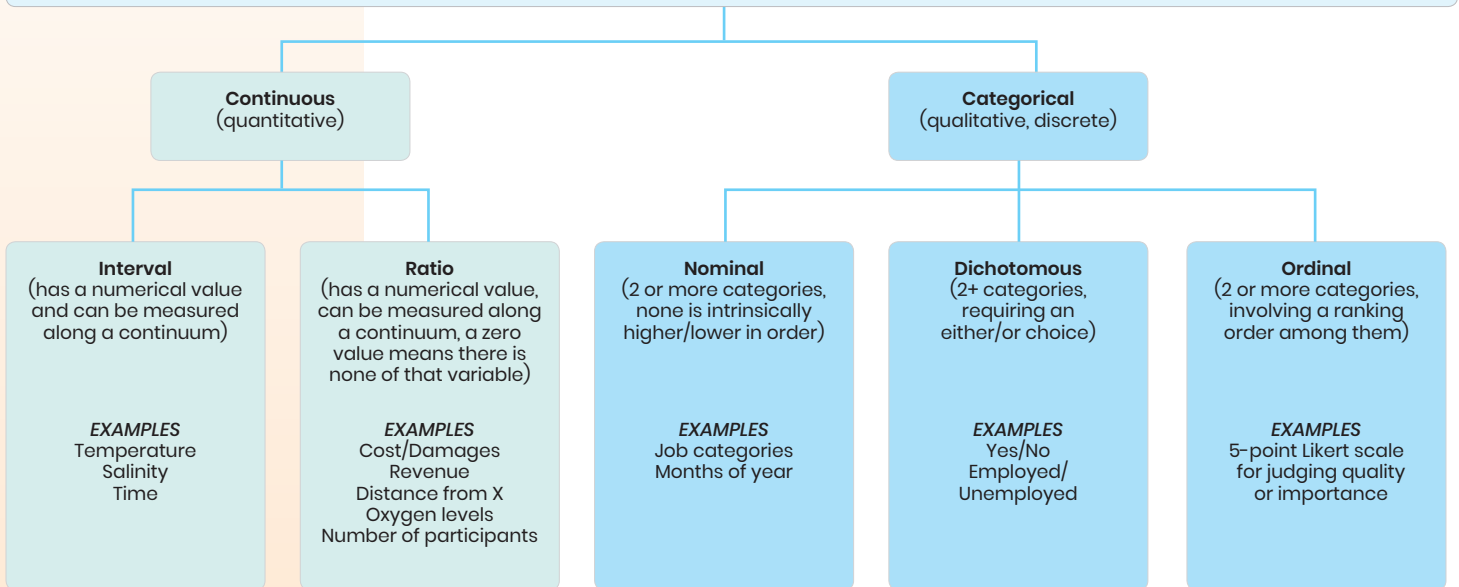 Continuous
(quantitative)
Categorical
(qualitative, discrete)
Interval
(has a numerical value
and can be measured
along a continuum)
EXAMPLES
Temperature
Salinity
Time
Ratio
(has a numerical value,
can be measured along
a continuum, a zero
value means there is
none of that variable)
EXAMPLES
Cost/Damages
Revenue
Distance from X
Oxygen levels
Number of participants
Nominal
(2 or more categories,
none is intrinsically
higher/lower in order)
EXAMPLES
Job categories
Months of year
Dichotomous
(2+ categories,
requiring an
either/or choice)
EXAMPLES
Yes/No
Employed/
Unemployed
Ordinal
(2 or more categories,
involving a ranking
order among them)
EXAMPLES
5-point Likert scale
for judging quality
or importance